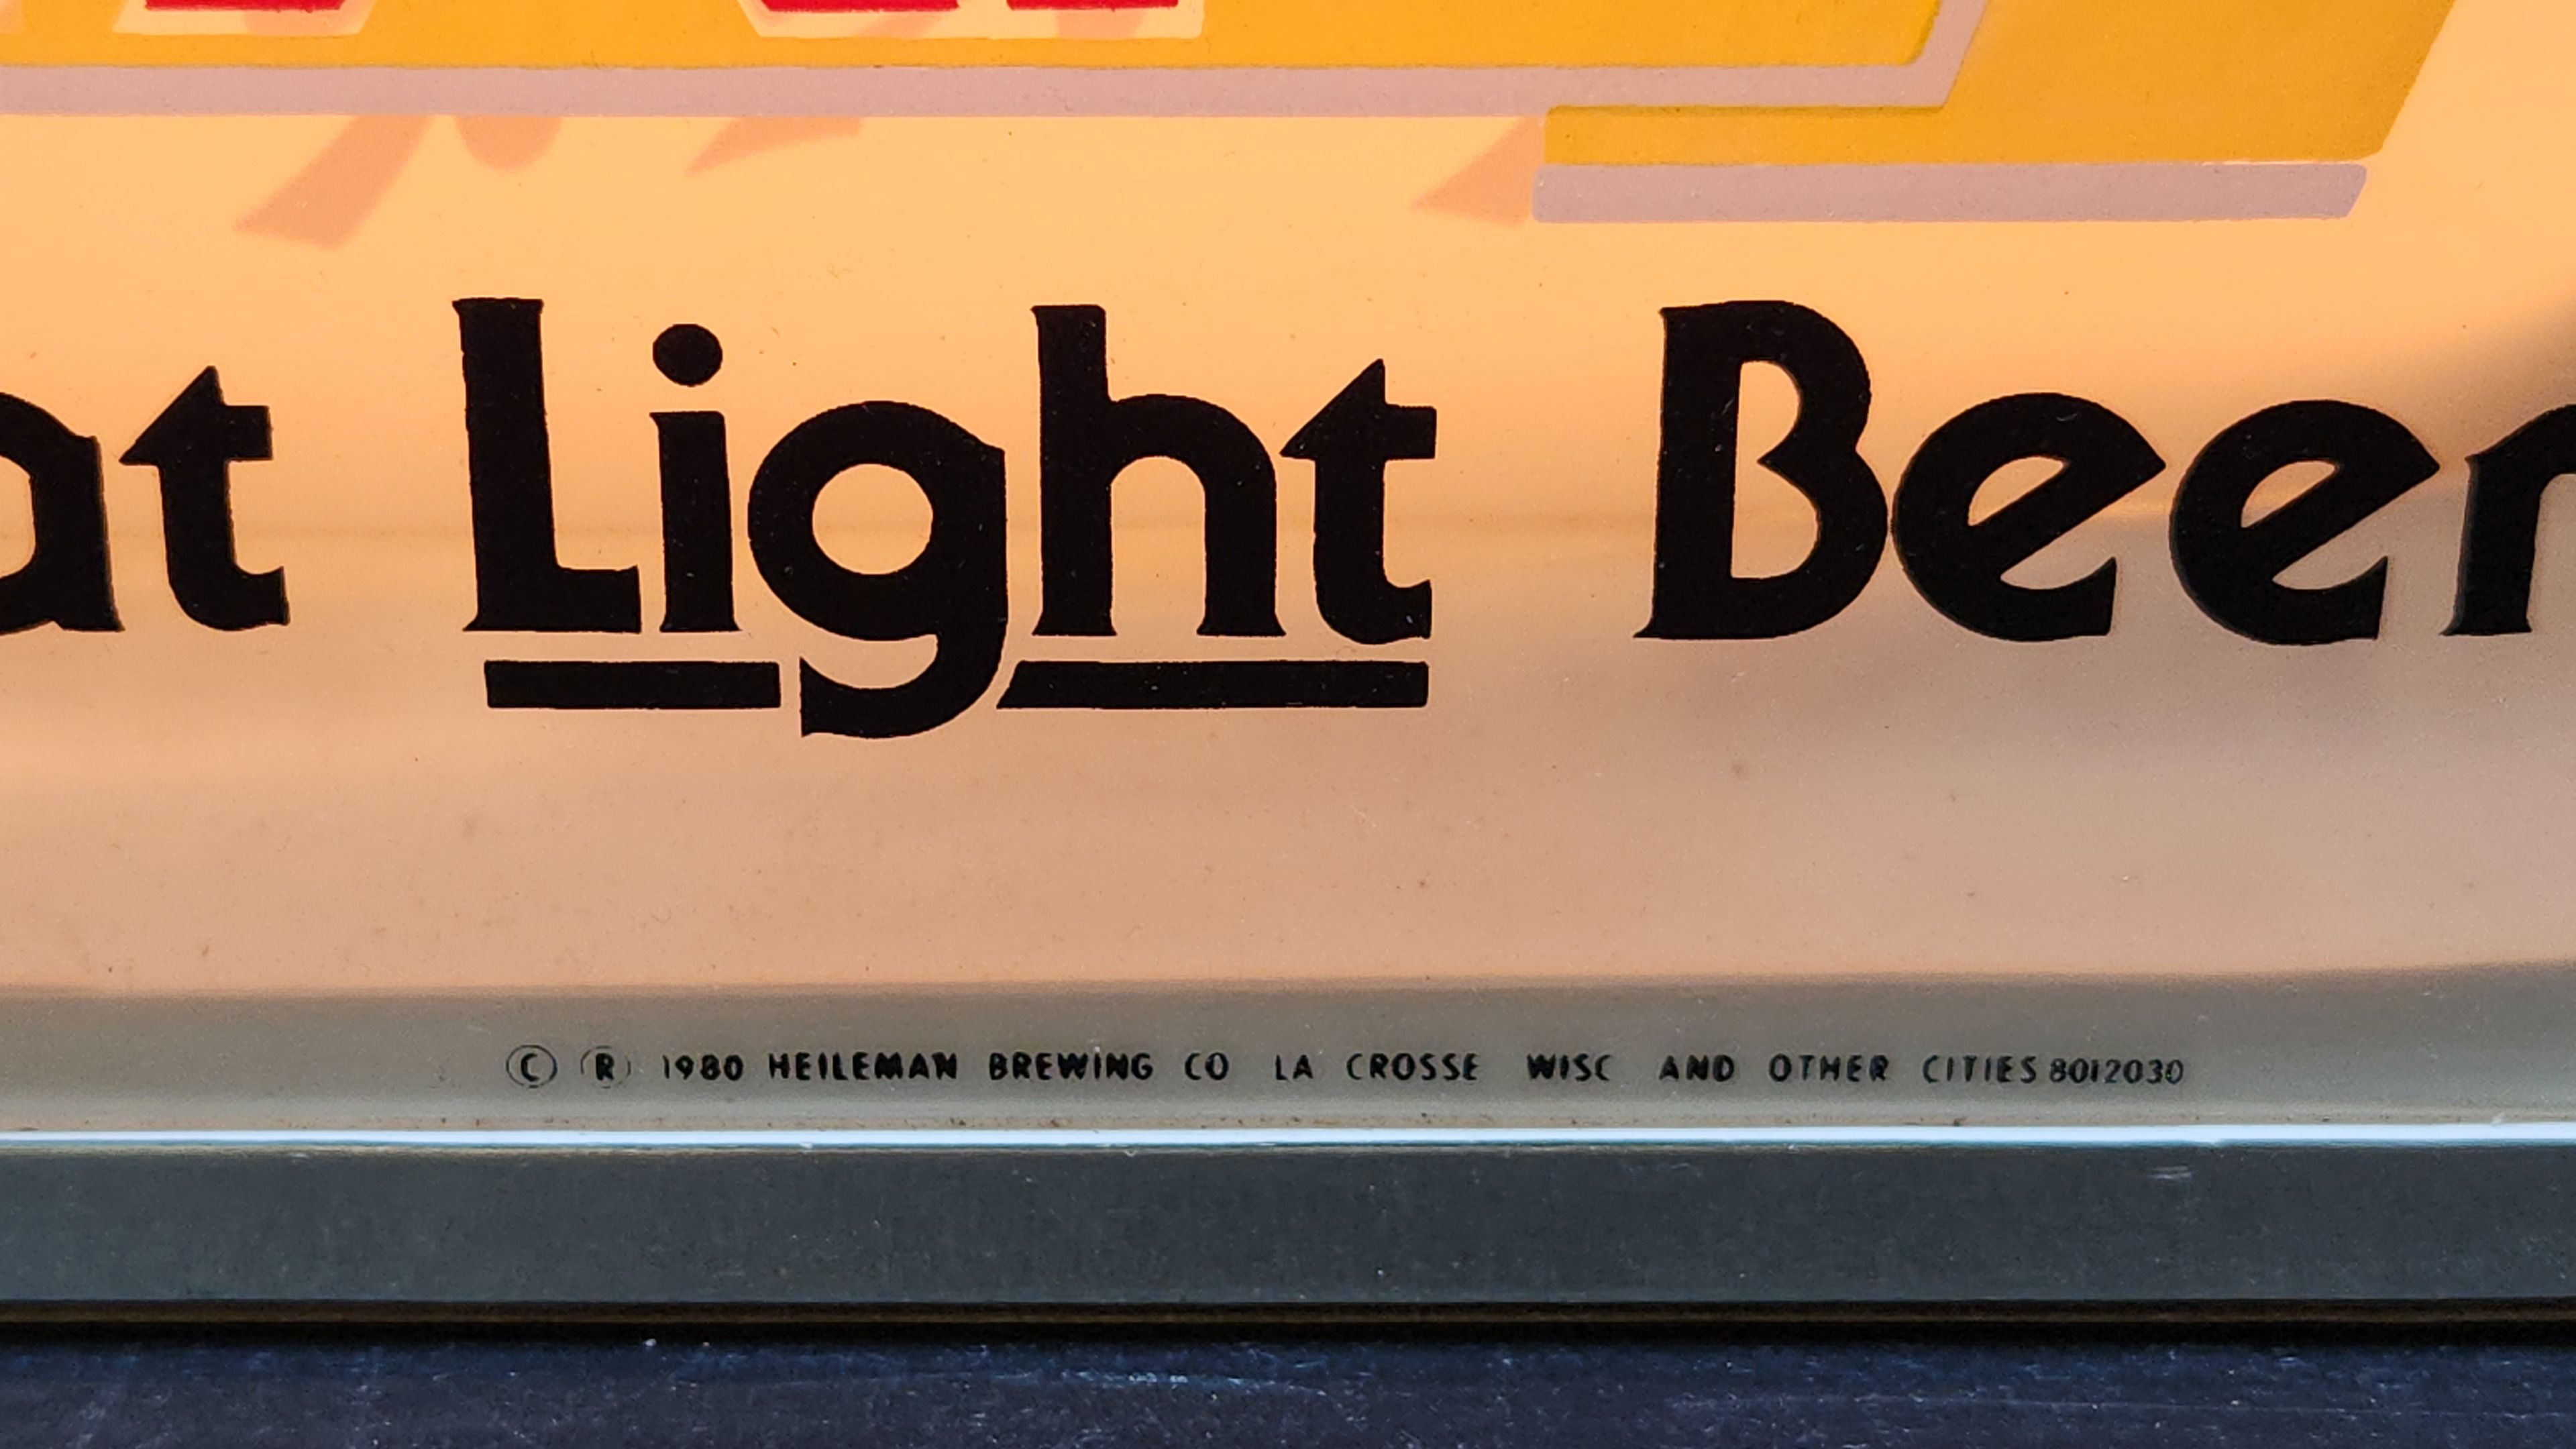 at Light Beer
© ® 1980 HEILEMAN BREWING CO LA CROSSE WISC AND OTHER CITIES 8012030